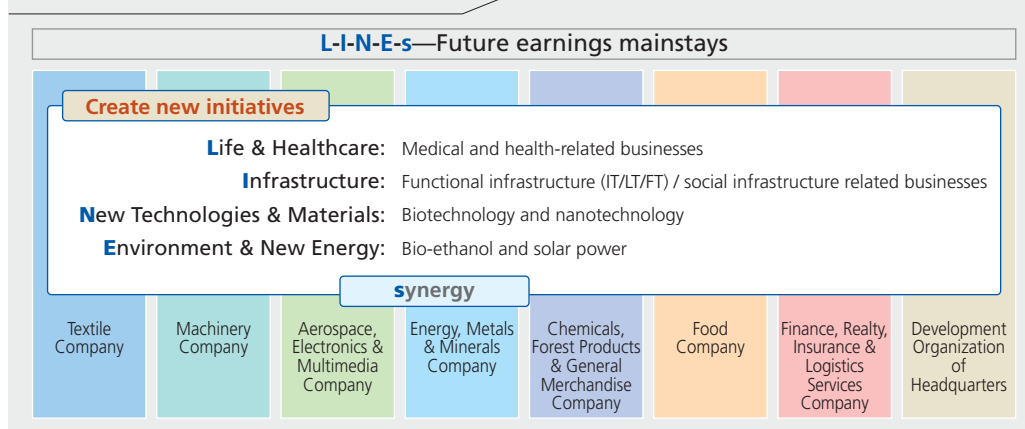 L-I-N-E-s—Future earnings mainstays
Create new initiatives
Life & Healthcare: Medical and health-related businesses
Infrastructure: Functional infrastructure (IT/LT/FT) / social infrastructure related businesses
New Technologies & Materials: Biotechnology and nanotechnology
Environment & New Energy: Bio-ethanol and solar power
synergy
Textile
Company
Machinery
Company
Aerospace,
Electronics &
Multimedia
Company
Energy, Metals
& Minerals
Company
Chemicals,
Forest Products
& General
Merchandise
Company
Food
Company
Finance, Realty,
Insurance &
Logistics
Services
Company
Development
Organization
of
Headquarters